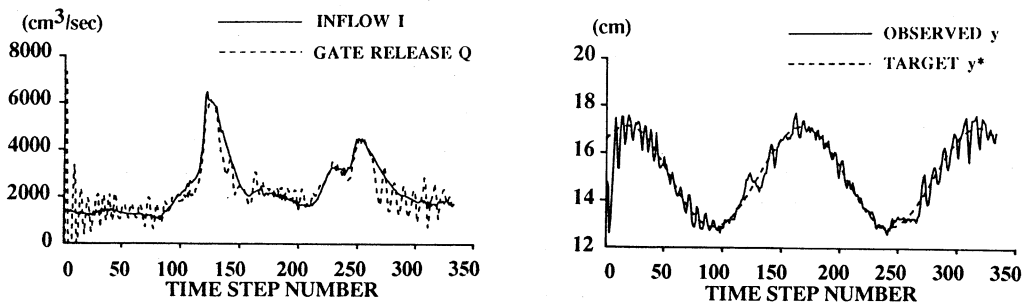 (cm3/sec)
INFLOW I
GATE RELEASE Q
8000
6000
4000
2000
0
0 50 100 150 200 250 300 350
TIME STEP NUMBER
(cm)
OBSERVED y
TARGET y*
20
18
16
14
12
0 50 100 150 200 250 300 350
TIME STEP NUMBER